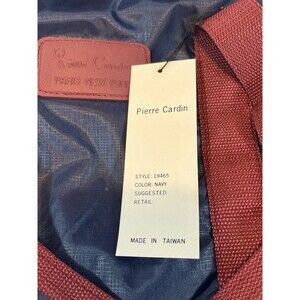 Pierre Cardin
PARIS NEW YORK
Pierre Cardin
STYLE: 19465
COLOR: NAVY
SUGGESTED
RETAIL:
MADE IN TAIWAN